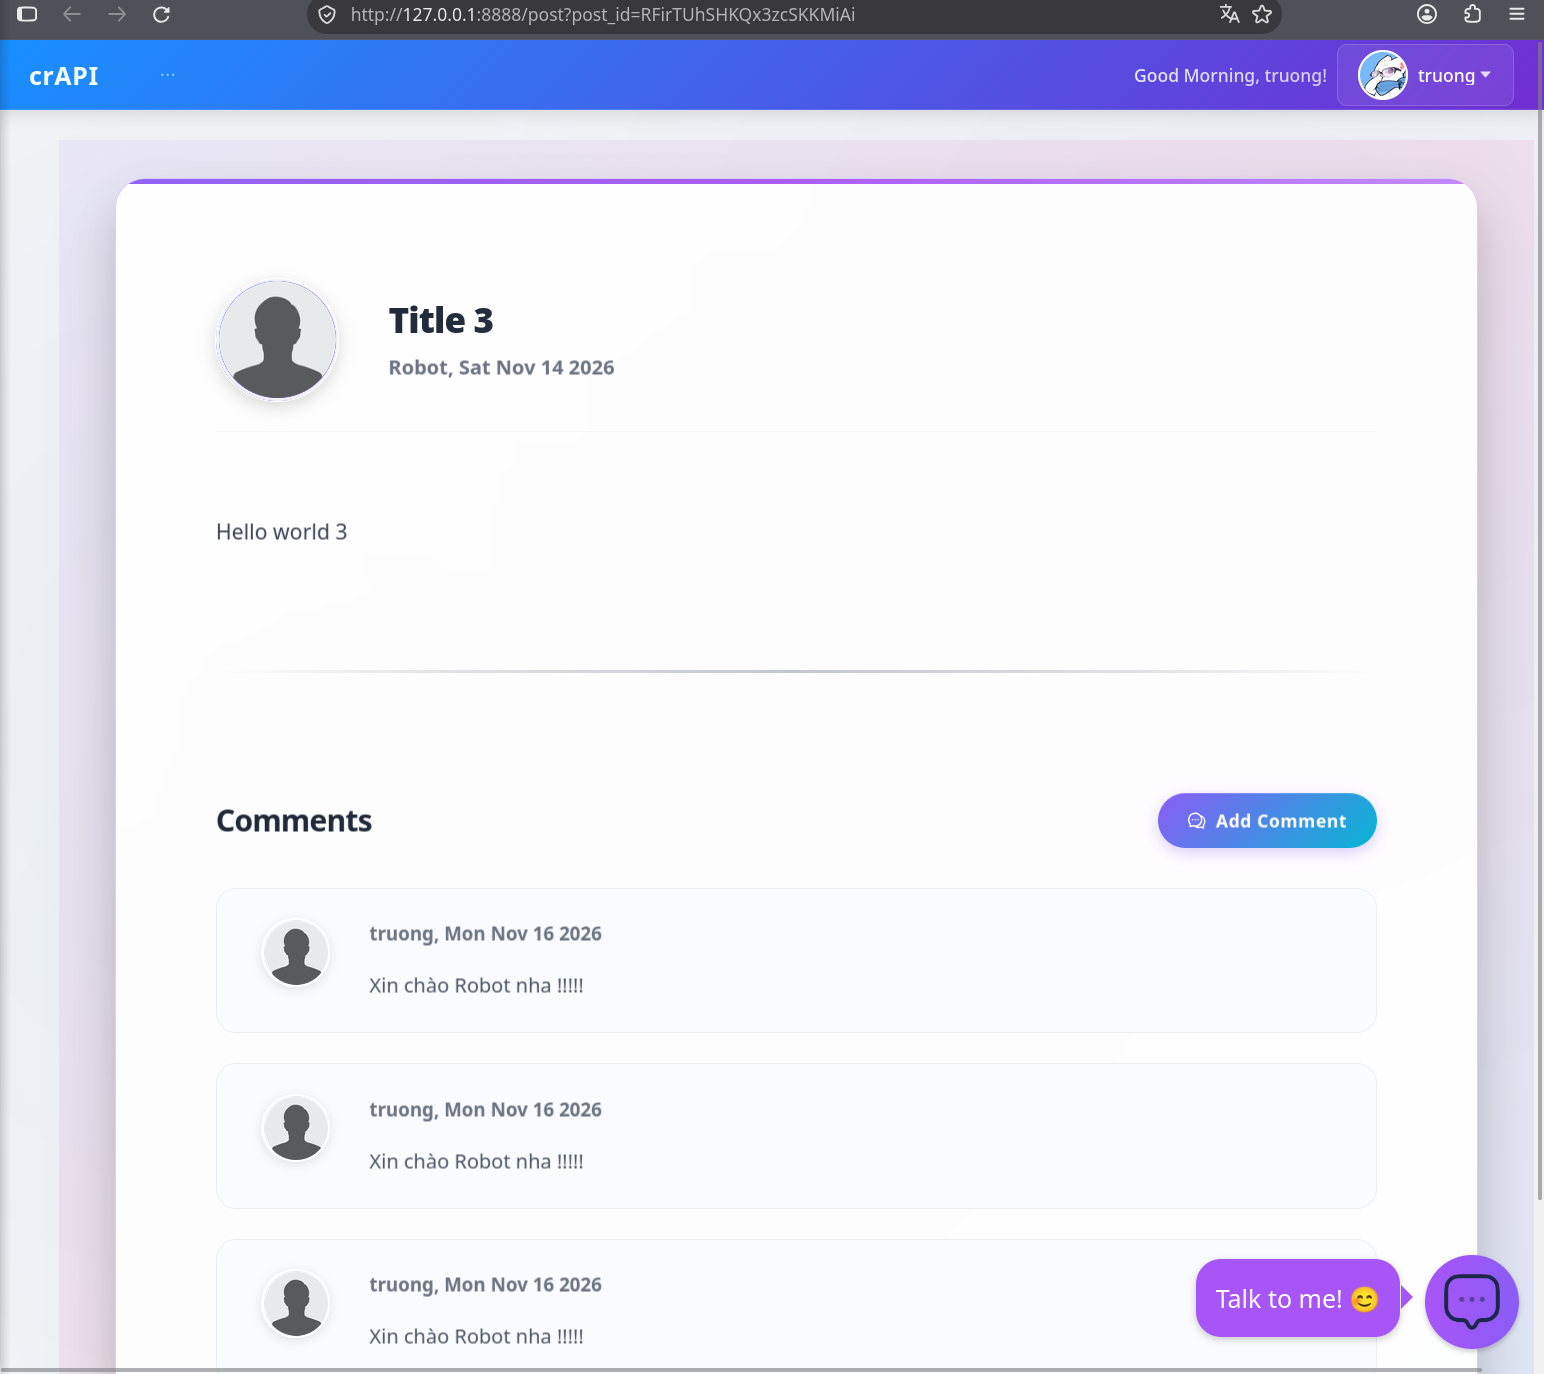 http://127.0.0.1:8888/post?post_id=RFirTUhSHKQx3zcSKKMiAi
crAPI
···
Good Morning, truong!
truong
Title 3
Robot, Sat Nov 14 2026
Hello world 3
Comments
Add Comment
truong, Mon Nov 16 2026
Xin chào Robot nha !!!!!
truong, Mon Nov 16 2026
Xin chào Robot nha !!!!!
truong, Mon Nov 16 2026
Xin chào Robot nha !!!!!
Talk to me! 😊